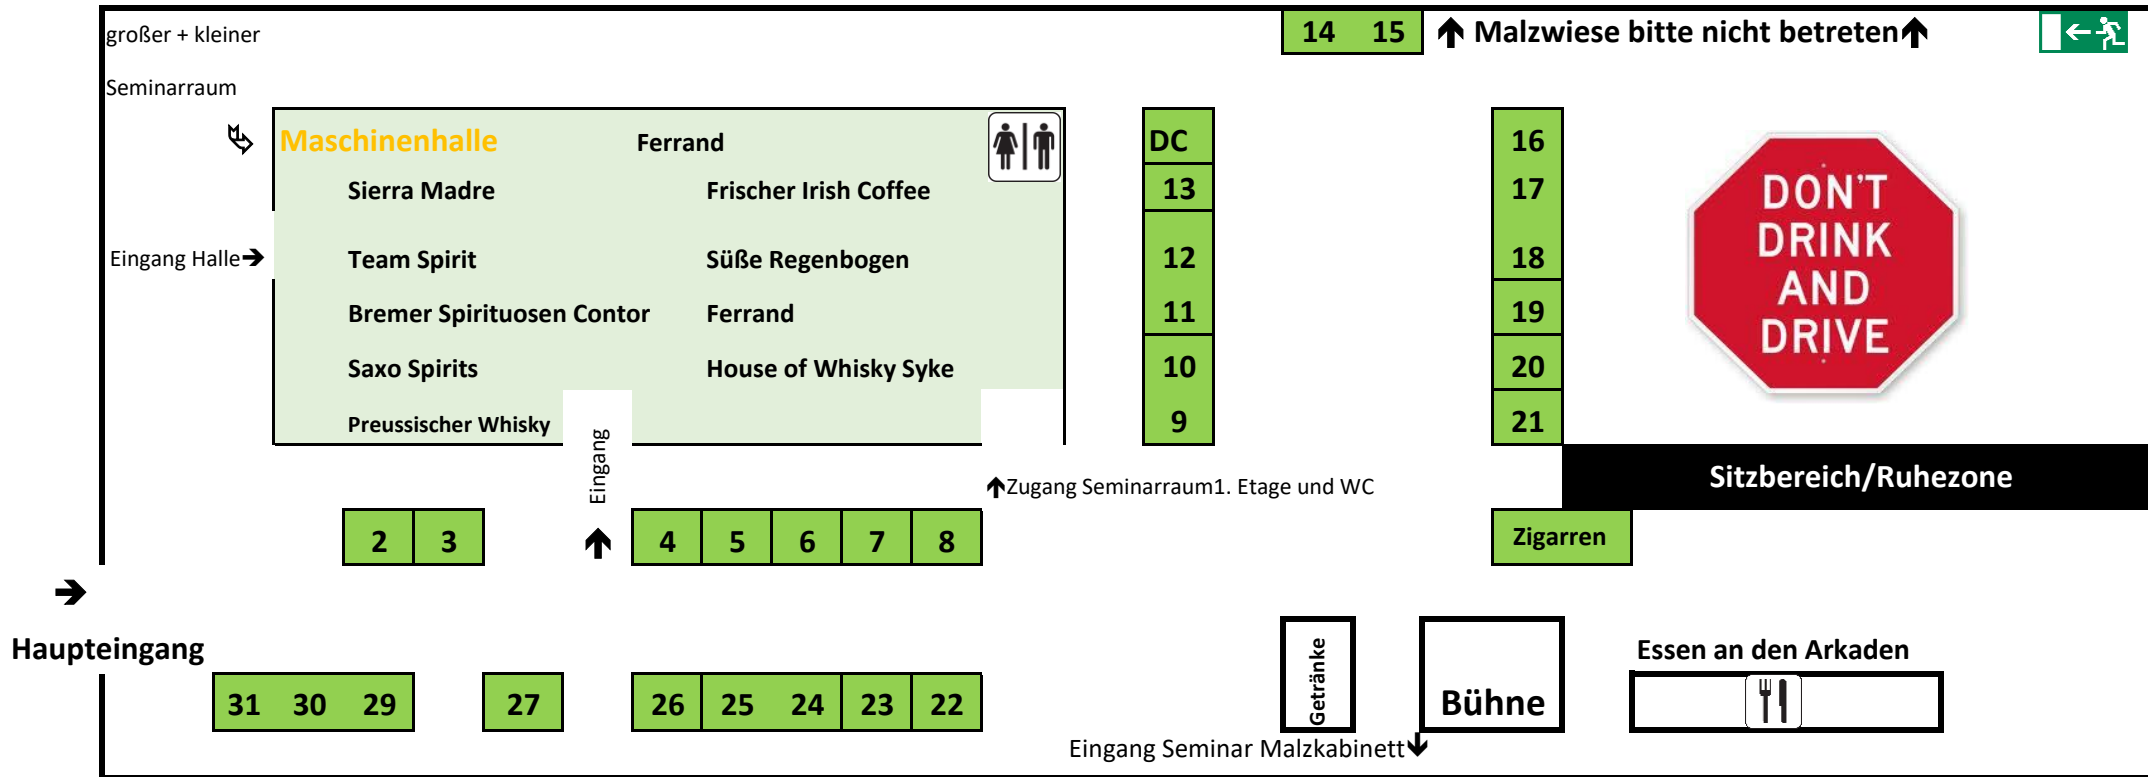 großer + kleiner
14 15 ↑ Malzwiese bitte nicht betreten↑
Seminarraum
Maschinenhalle Ferrand DC 16
Sierra Madre Frischer Irish Coffee 13 17
Eingang Halle→ Team Spirit Süße Regenbogen 12 18
Bremer Spirituosen Contor Ferrand 11 19
Saxo Spirits House of Whisky Syke 10 20
Preussischer Whisky 9 21
DON'T
DRINK
AND
DRIVE
Eingang
↑Zugang Seminarraum1. Etage und WC
Sitzbereich/Ruhezone
2 3 4 5 6 7 8 Zigarren
Haupteingang
31 30 29 27 26 25 24 23 22
Getränke
Bühne
Essen an den Arkaden
Eingang Seminar Malzkabinett↓